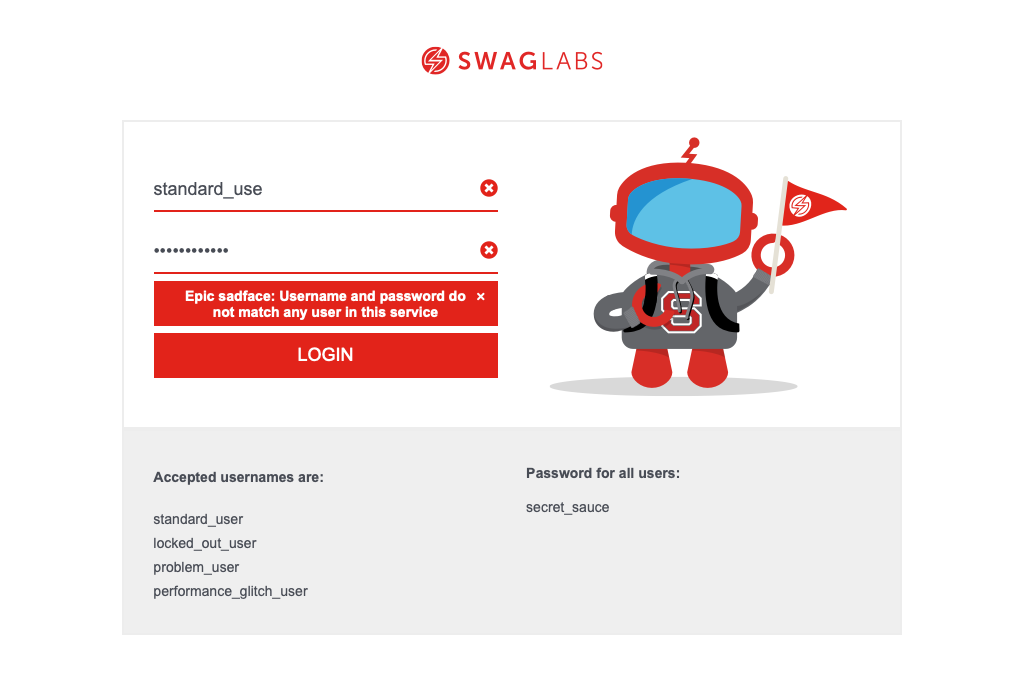 SWAGLABS
standard_use
••••••••••••
Epic sadface: Username and password do
not match any user in this service
LOGIN
Accepted usernames are:
standard_user
locked_out_user
problem_user
performance_glitch_user
Password for all users:
secret_sauce